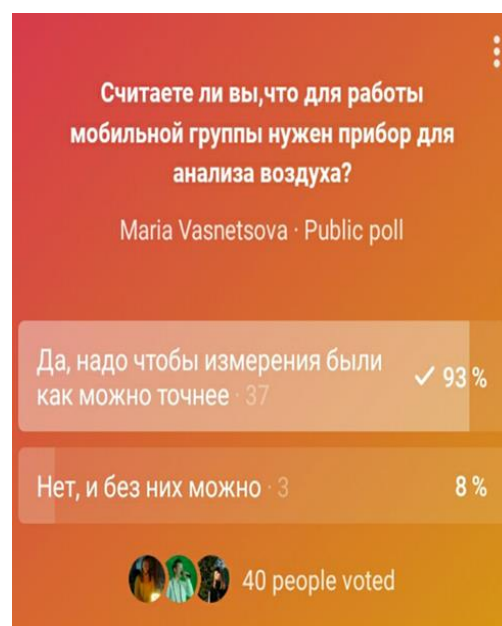 Считаете ли вы,что для работы
мобильной группы нужен прибор для
анализа воздуха?
Maria Vasnetsova · Public poll
Да, надо чтобы измерения были
как можно точнее · 37
✓ 93 %
Нет, и без них можно · 3
8 %
40 people voted